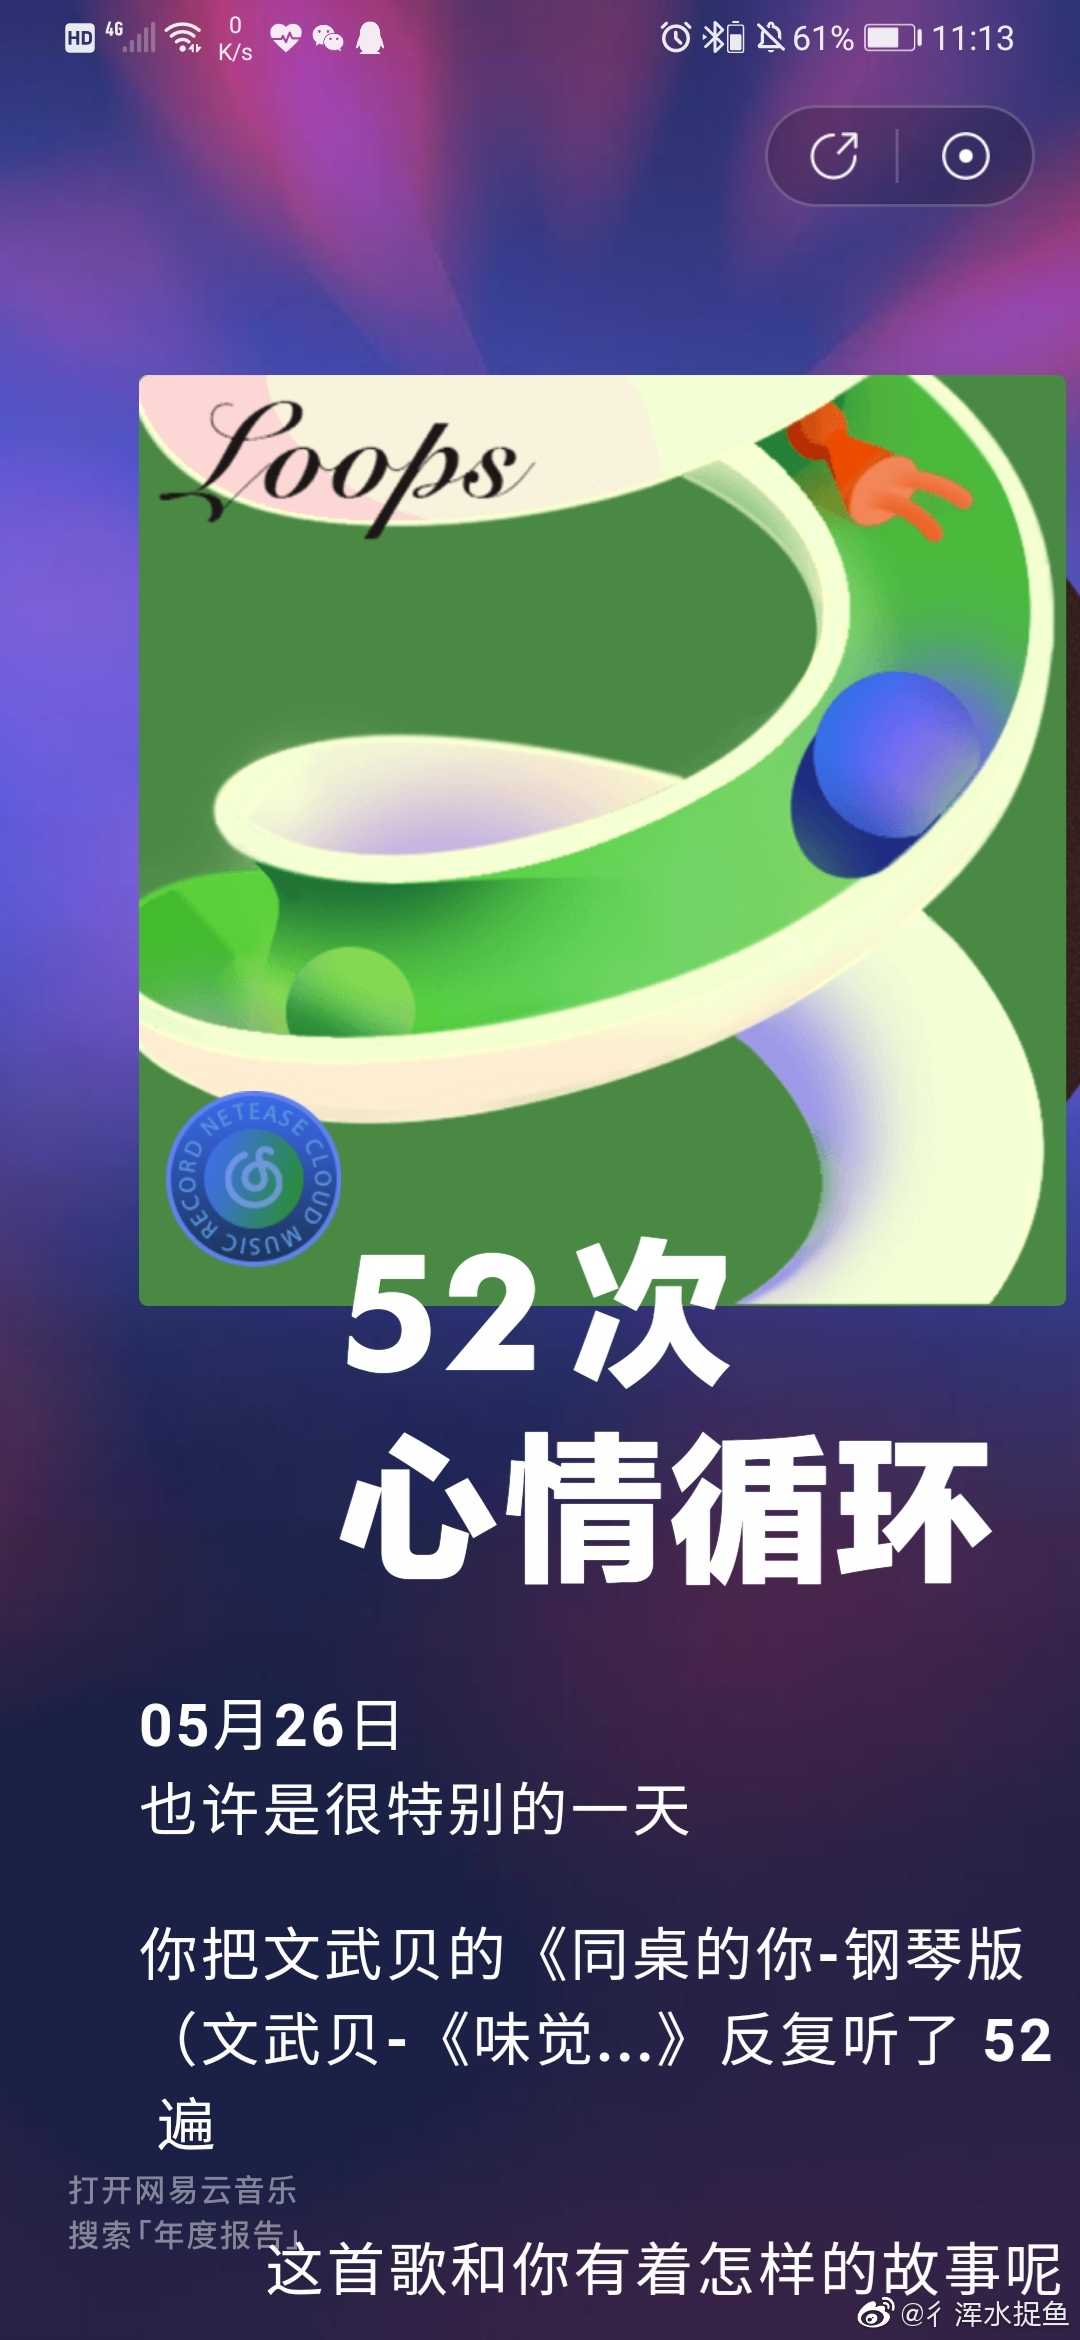 HD 4G 0 K/s 61% 11:13
Loops
NETEASE CLOUD MUSIC RECORD
52次
心情循环
05月26日
也许是很特别的一天
你把文武贝的《同桌的你-钢琴版
（文武贝-《味觉...》反复听了 52
遍
打开网易云音乐
搜索「年度报告」
这首歌和你有着怎样的故事呢
@彳浑水捉鱼